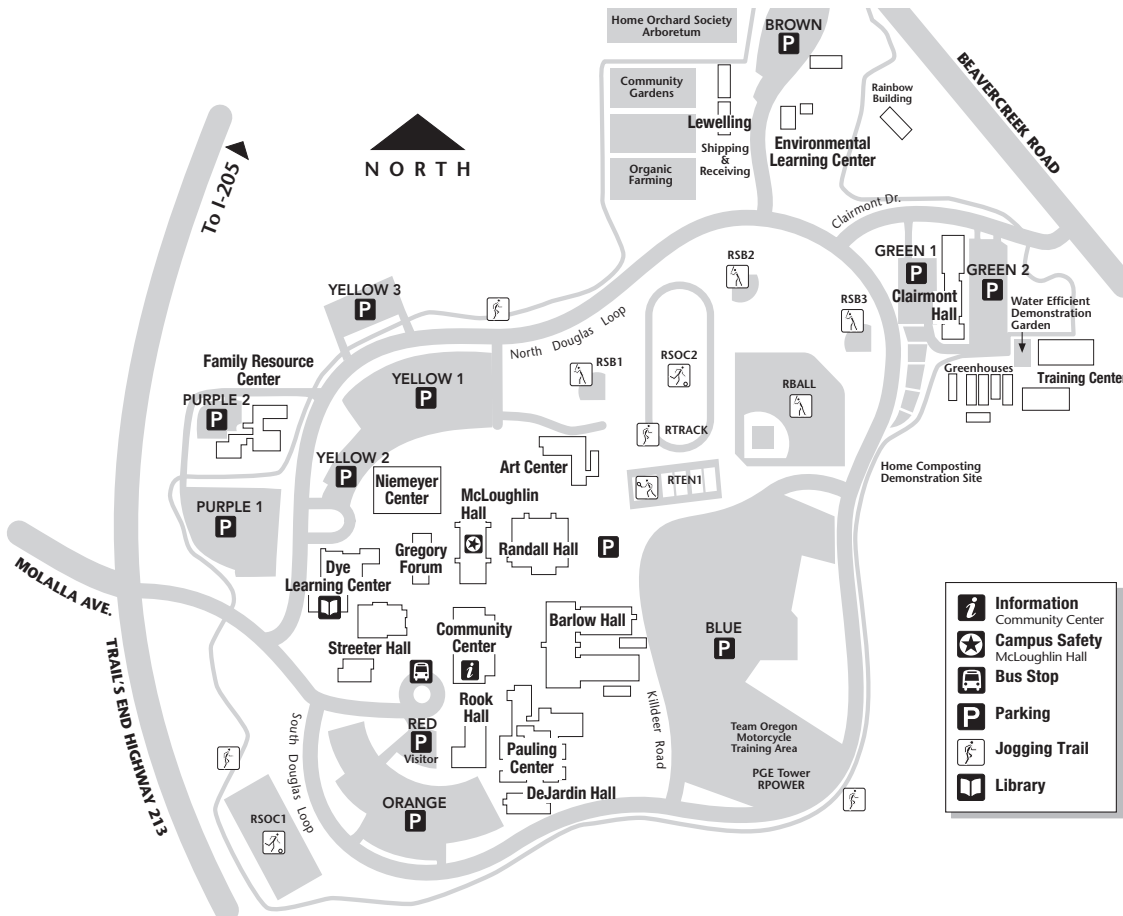 Home Orchard Society
Arboretum
BROWN
P
Community
Gardens
Lewelling
Shipping
&
Receiving
Organic
Farming
Environmental
Learning Center
Rainbow
Building
BEAVERCREEK ROAD
To I-205
NORTH
Clairmont Dr.
GREEN 1
P
Clairmont
Hall
GREEN 2
P
Water Efficient
Demonstration
Garden
Greenhouses
Training Center
RSB2
RSB3
YELLOW 3
P
North Douglas Loop
RSB1
RSOC2
RBALL
RTRACK
RTEN1
Family Resource
Center
PURPLE 2
P
YELLOW 1
P
YELLOW 2
P
Niemeyer
Center
Art Center
McLoughlin
Hall
Home Composting
Demonstration Site
PURPLE 1
P
Gregory
Forum
Randall Hall
P
Dye
Learning Center
MOLALLA AVE.
TRAIL'S END HIGHWAY 213
Streeter Hall
Community
Center
i
Barlow Hall
BLUE
P
Rook
Hall
RED
P
Visitor
Pauling
Center
DeJardin Hall
Killdeer Road
South Douglas Loop
ORANGE
P
RSOC1
Team Oregon
Motorcycle
Training Area
PGE Tower
RPOWER
i
Information
Community Center
Campus Safety
McLoughlin Hall
Bus Stop
P
Parking
Jogging Trail
Library